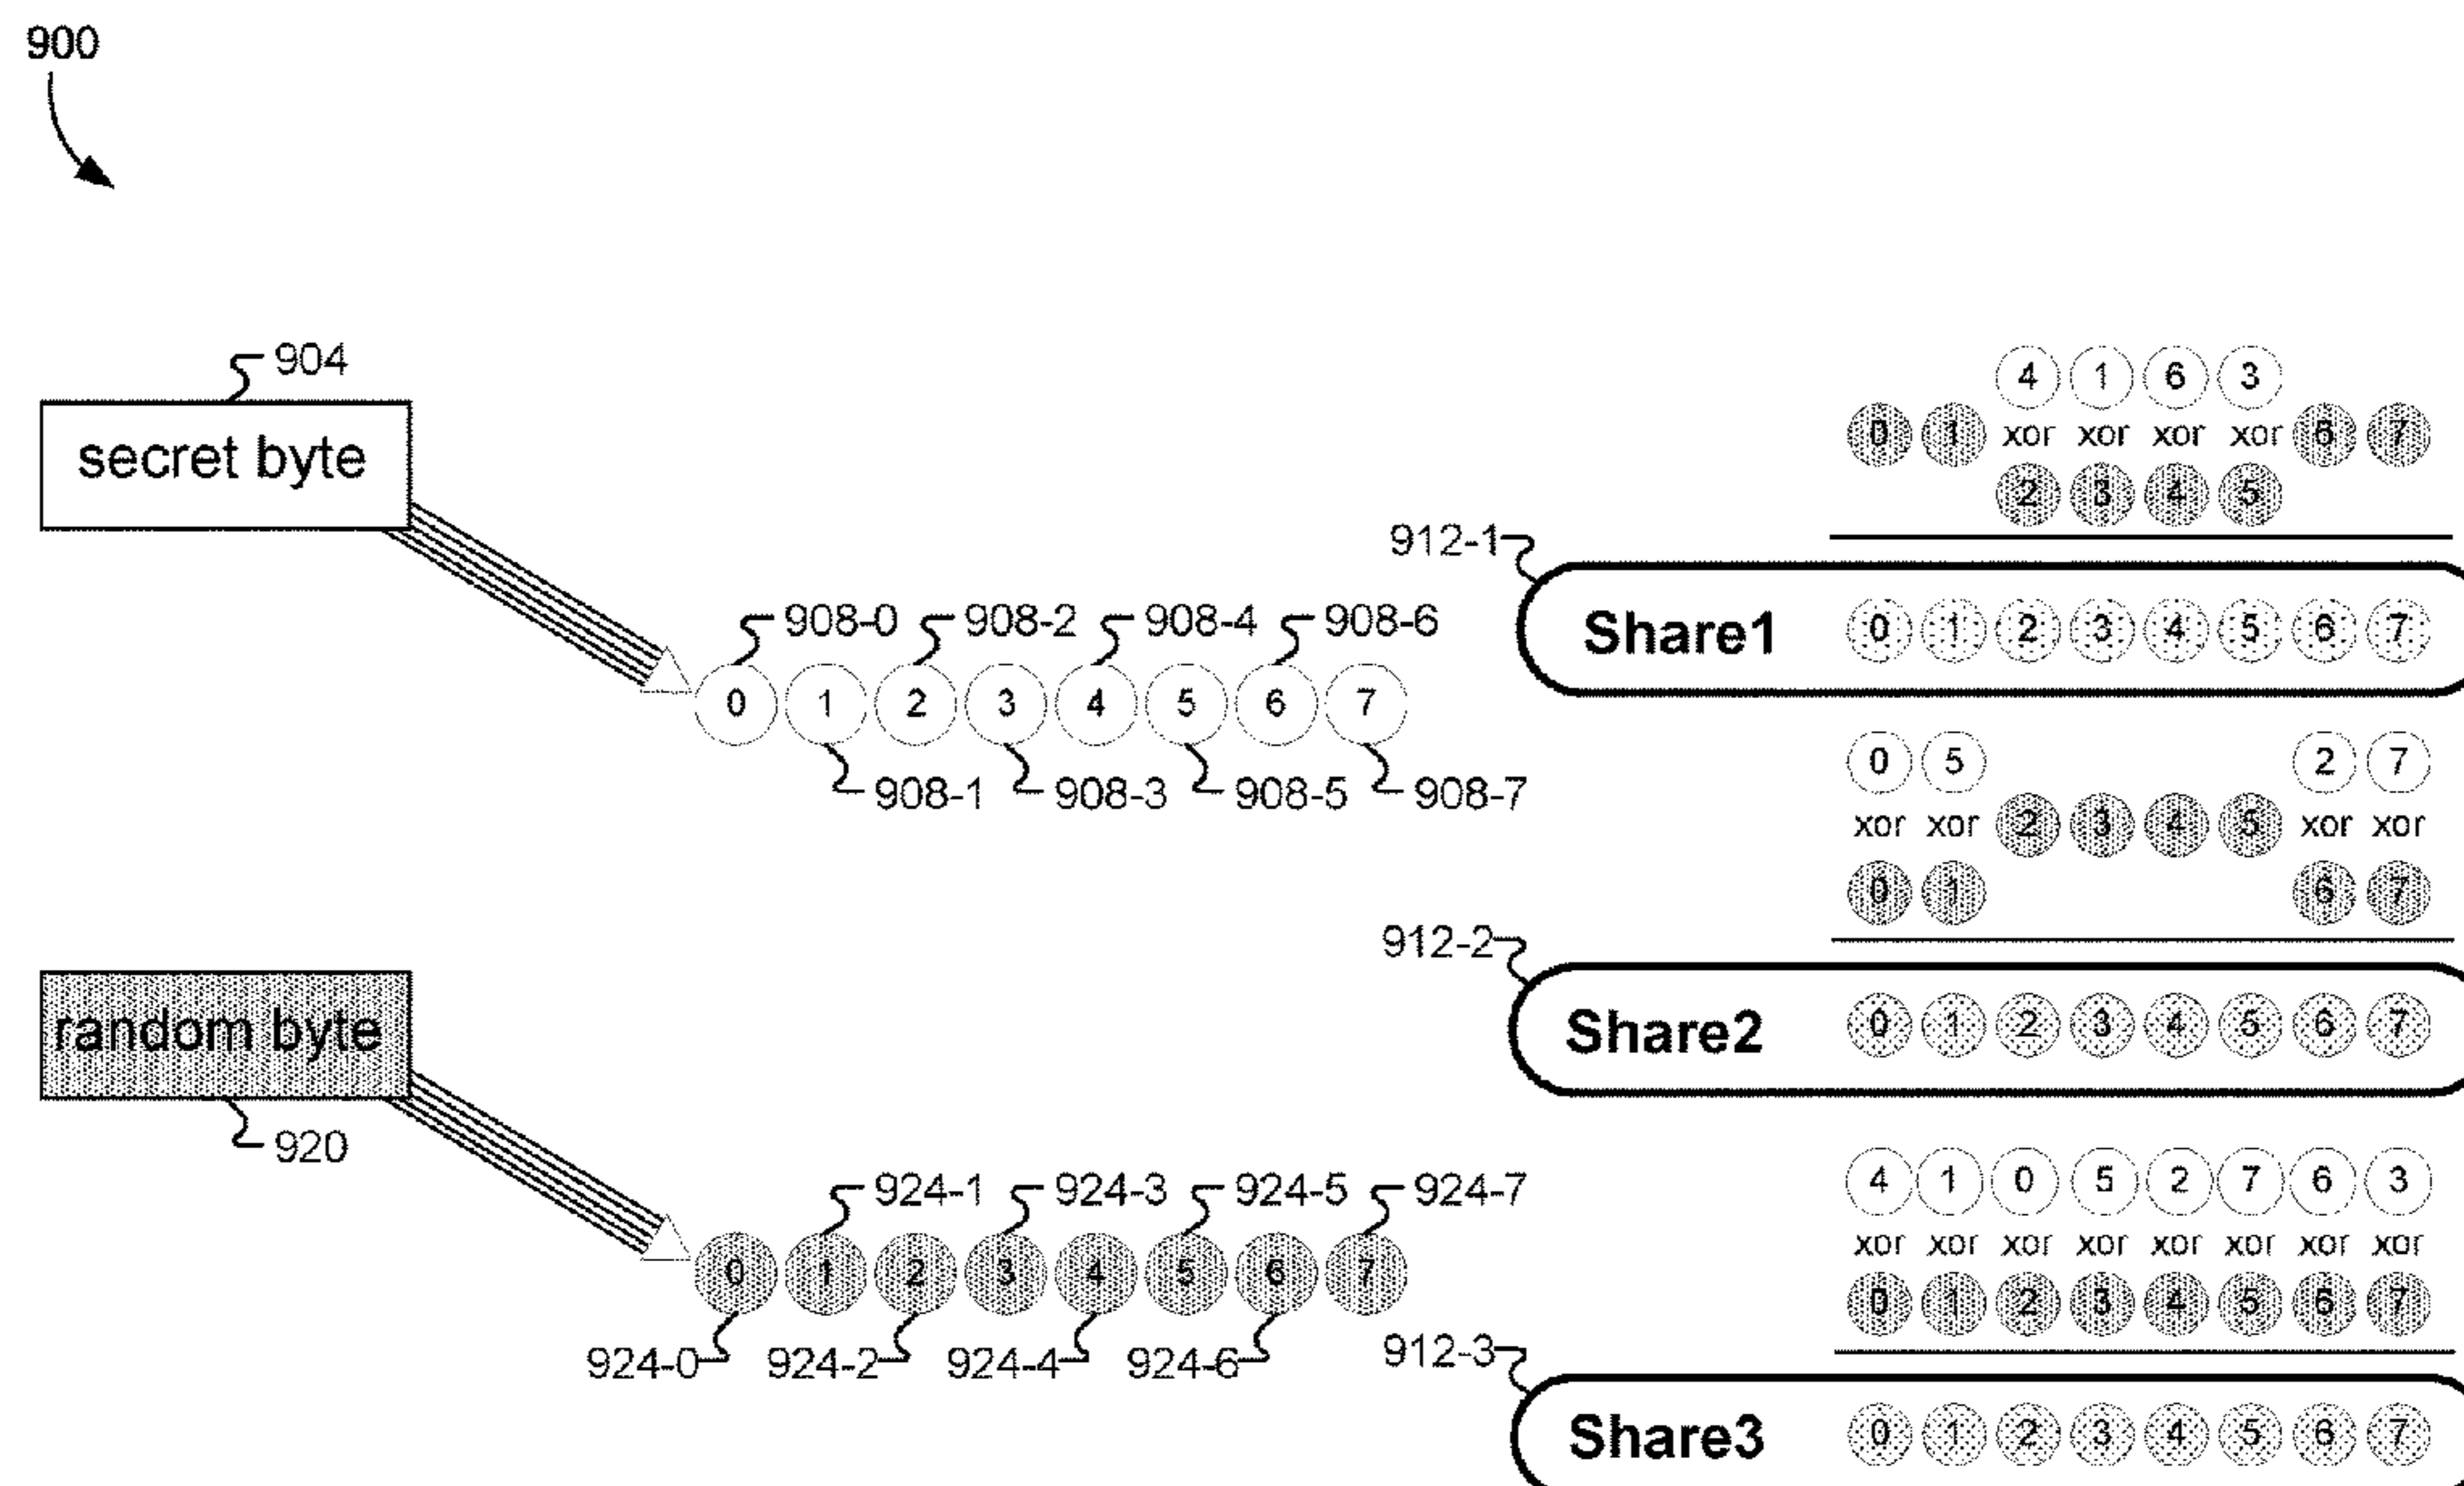 900
904
secret byte
908-0 908-2 908-4 908-6
0 1 2 3 4 5 6 7
908-1 908-3 908-5 908-7
random byte
920
924-1 924-3 924-5 924-7
0 1 2 3 4 5 6 7
924-0 924-2 924-4 924-6
4 1 6 3
0 1 xor xor xor xor 6 7
2 3 4 5
912-1
Share1 0 1 2 3 4 5 6 7
0 5 2 7
xor xor 2 3 4 5 xor xor
0 1 6 7
912-2
Share2 0 1 2 3 4 5 6 7
4 1 0 5 2 7 6 3
xor xor xor xor xor xor xor xor
0 1 2 3 4 5 6 7
912-3
Share3 0 1 2 3 4 5 6 7